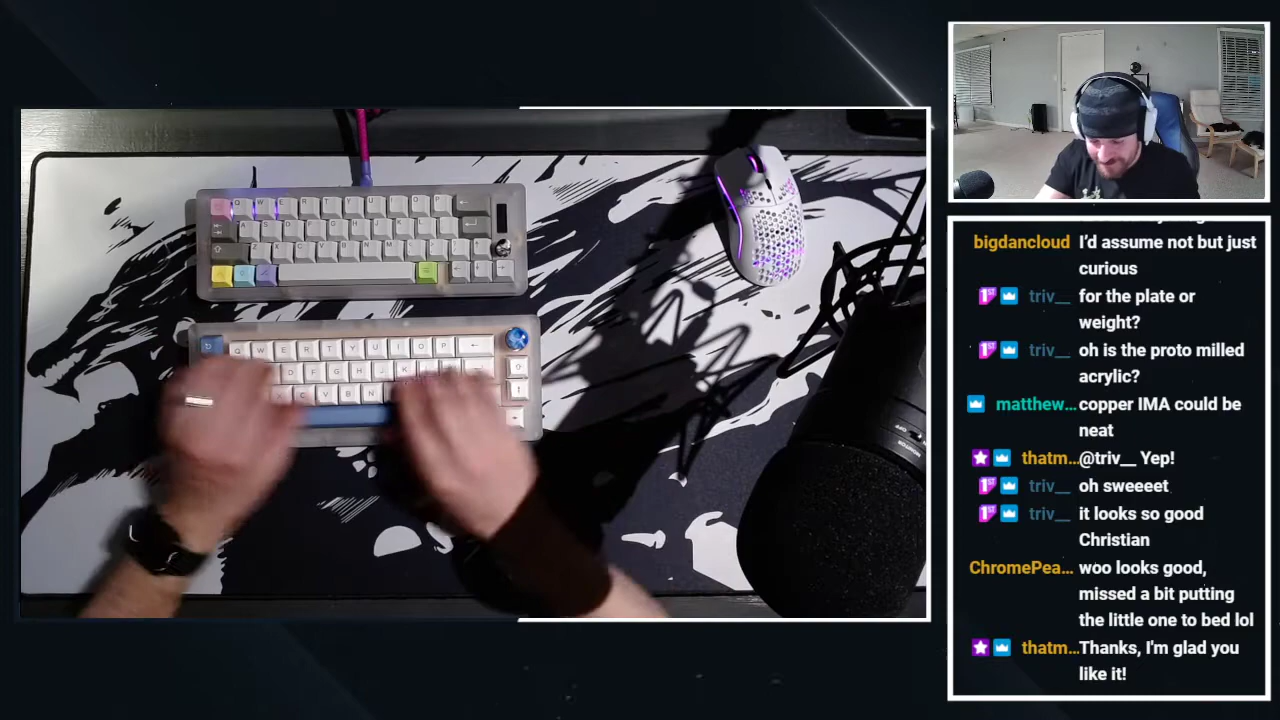 bigdancloud I'd assume not but just
curious
triv__ for the plate or
weight?
triv__ oh is the proto milled
acrylic?
matthew... copper IMA could be
neat
thatm... @triv__ Yep!
triv__ oh sweeeet
triv__ it looks so good
Christian
ChromePea... woo looks good,
missed a bit putting
the little one to bed lol
thatm... Thanks, I'm glad you
like it!